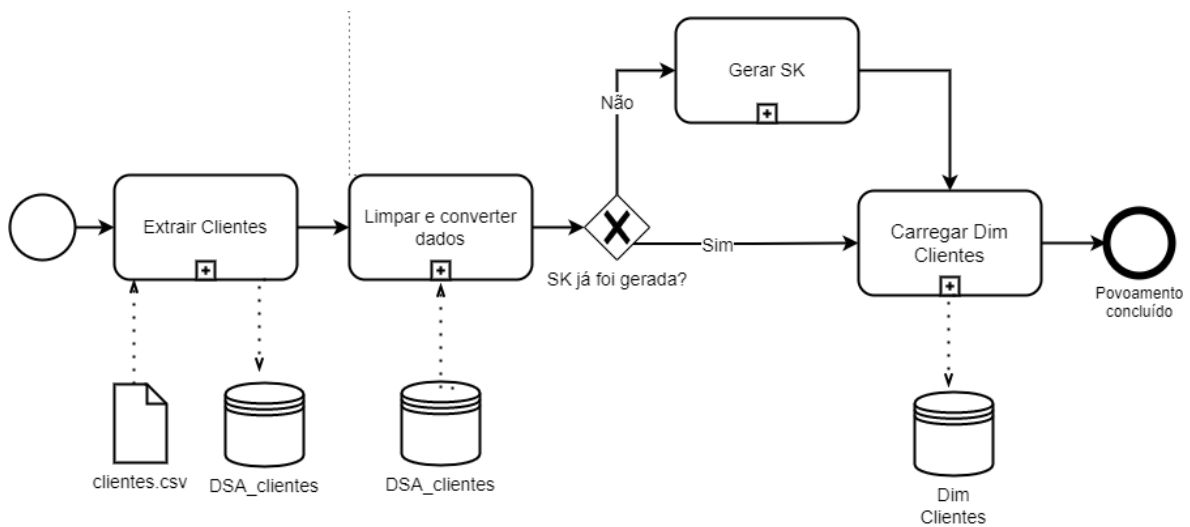 Gerar SK
Não
Extrair Clientes
Limpar e converter
dados
Sim
SK já foi gerada?
Carregar Dim
Clientes
Povoamento
concluído
clientes.csv
DSA_clientes
DSA_clientes
Dim
Clientes